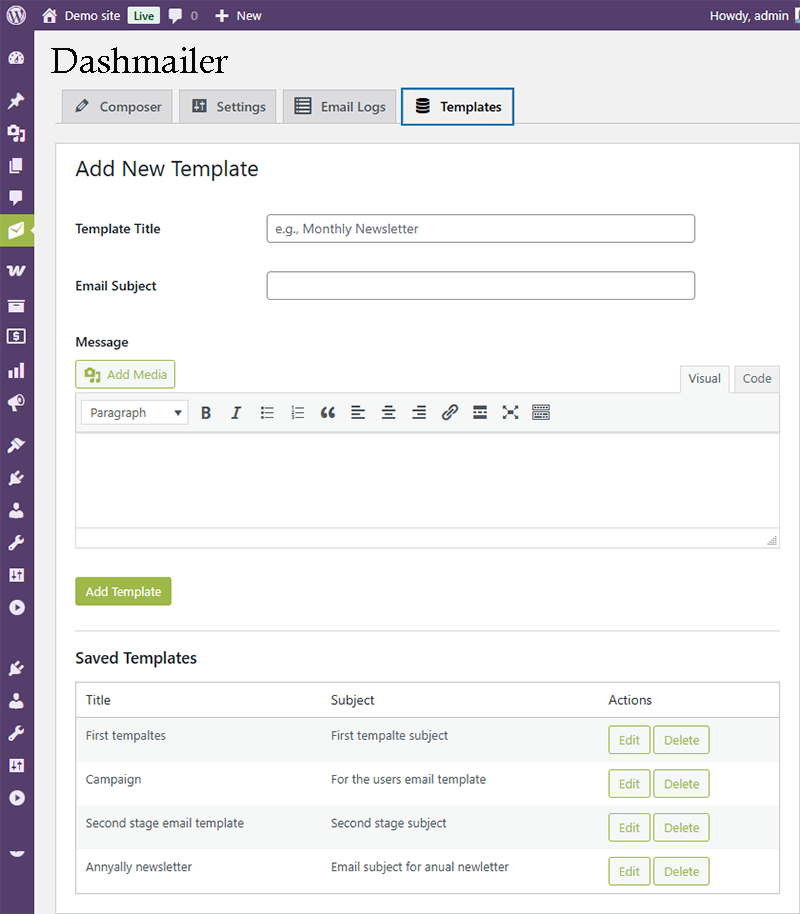 Demo site Live 0 New Howdy, admin
Dashmailer
Composer Settings Email Logs Templates
Add New Template
Template Title e.g., Monthly Newsletter
Email Subject
Message
Add Media
Visual Code
Paragraph B I
Add Template
Saved Templates
Title Subject Actions
First tempaltes First tempalte subject Edit Delete
Campaign For the users email template Edit Delete
Second stage email template Second stage subject Edit Delete
Annyally newsletter Email subject for anual newletter Edit Delete